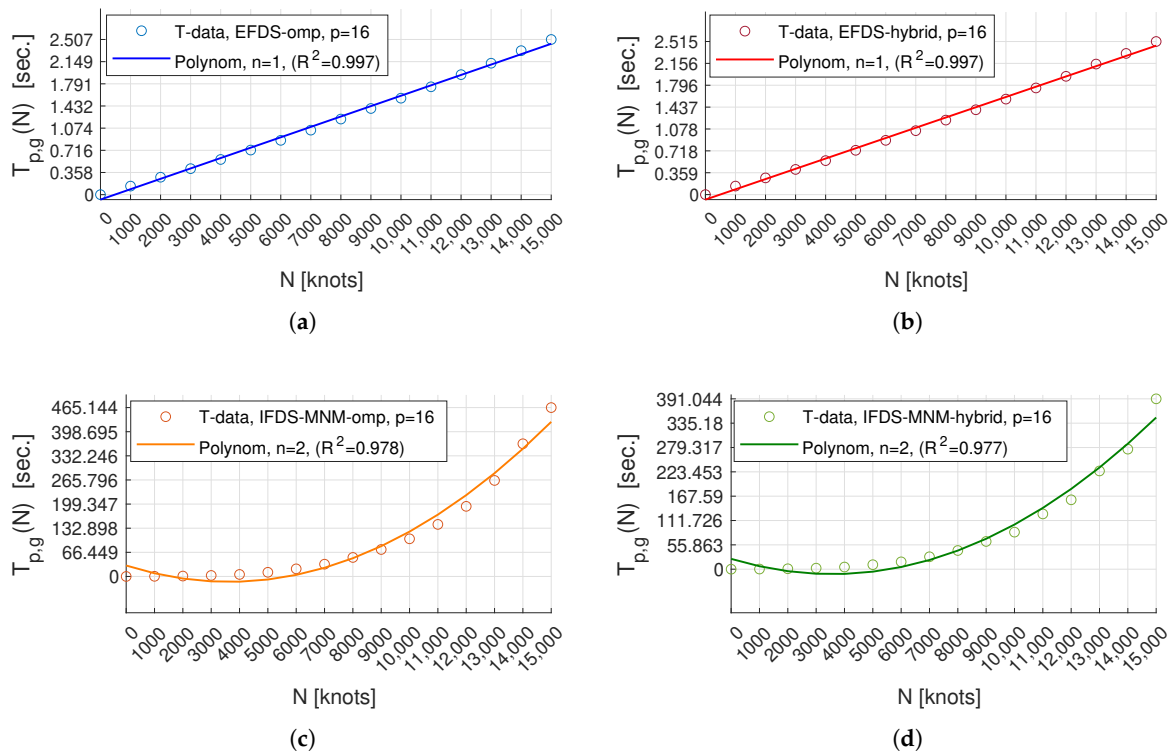 T-data, EFDS-omp, p=16
Polynom, n=1, (R²=0.997)
2.507
2.149
1.791
1.432
1.074
0.716
0.358
0
T_{p,g}(N) [sec.]
0 1000 2000 3000 4000 5000 6000 7000 8000 9000 10,000 11,000 12,000 13,000 14,000 15,000
N [knots]
(a)
T-data, EFDS-hybrid, p=16
Polynom, n=1, (R²=0.997)
2.515
2.156
1.796
1.437
1.078
0.718
0.359
0
T_{p,g}(N) [sec.]
0 1000 2000 3000 4000 5000 6000 7000 8000 9000 10,000 11,000 12,000 13,000 14,000 15,000
N [knots]
(b)
T-data, IFDS-MNM-omp, p=16
Polynom, n=2, (R²=0.978)
465.144
398.695
332.246
265.796
199.347
132.898
66.449
0
T_{p,g}(N) [sec.]
0 1000 2000 3000 4000 5000 6000 7000 8000 9000 10,000 11,000 12,000 13,000 14,000 15,000
N [knots]
(c)
T-data, IFDS-MNM-hybrid, p=16
Polynom, n=2, (R²=0.977)
391.044
335.18
279.317
223.453
167.59
111.726
55.863
0
T_{p,g}(N) [sec.]
0 1000 2000 3000 4000 5000 6000 7000 8000 9000 10,000 11,000 12,000 13,000 14,000 15,000
N [knots]
(d)